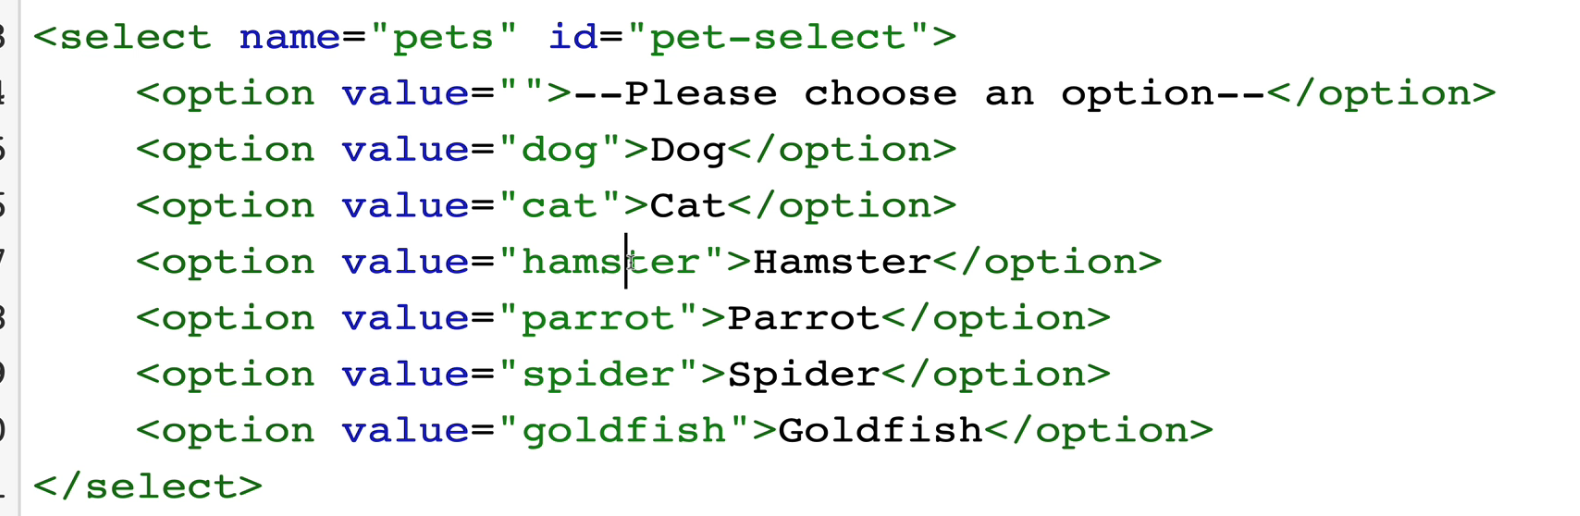 <select name="pets" id="pet-select">
    <option value="">--Please choose an option--</option>
    <option value="dog">Dog</option>
    <option value="cat">Cat</option>
    <option value="hamster">Hamster</option>
    <option value="parrot">Parrot</option>
    <option value="spider">Spider</option>
    <option value="goldfish">Goldfish</option>
</select>